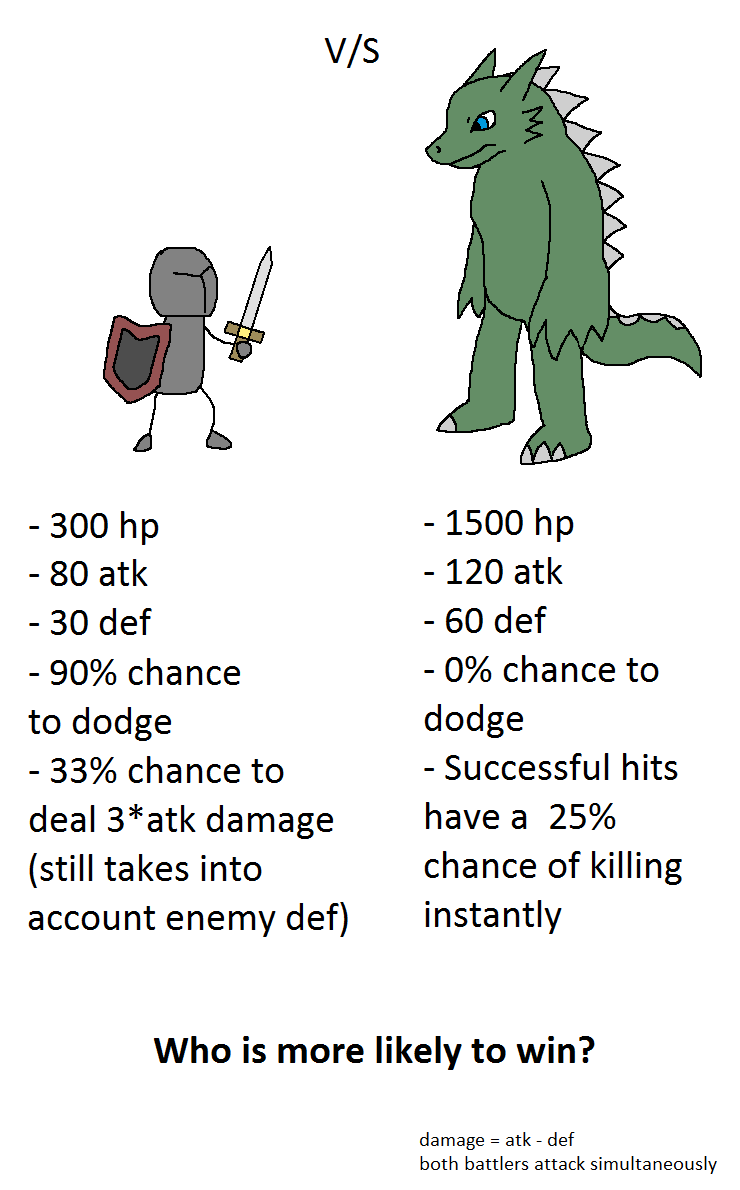 V/S
- 300 hp
- 80 atk
- 30 def
- 90% chance
to dodge
- 33% chance to
deal 3*atk damage
(still takes into
account enemy def)
- 1500 hp
- 120 atk
- 60 def
- 0% chance to
dodge
- Successful hits
have a  25%
chance of killing
instantly
Who is more likely to win?
damage = atk - def
both battlers attack simultaneously